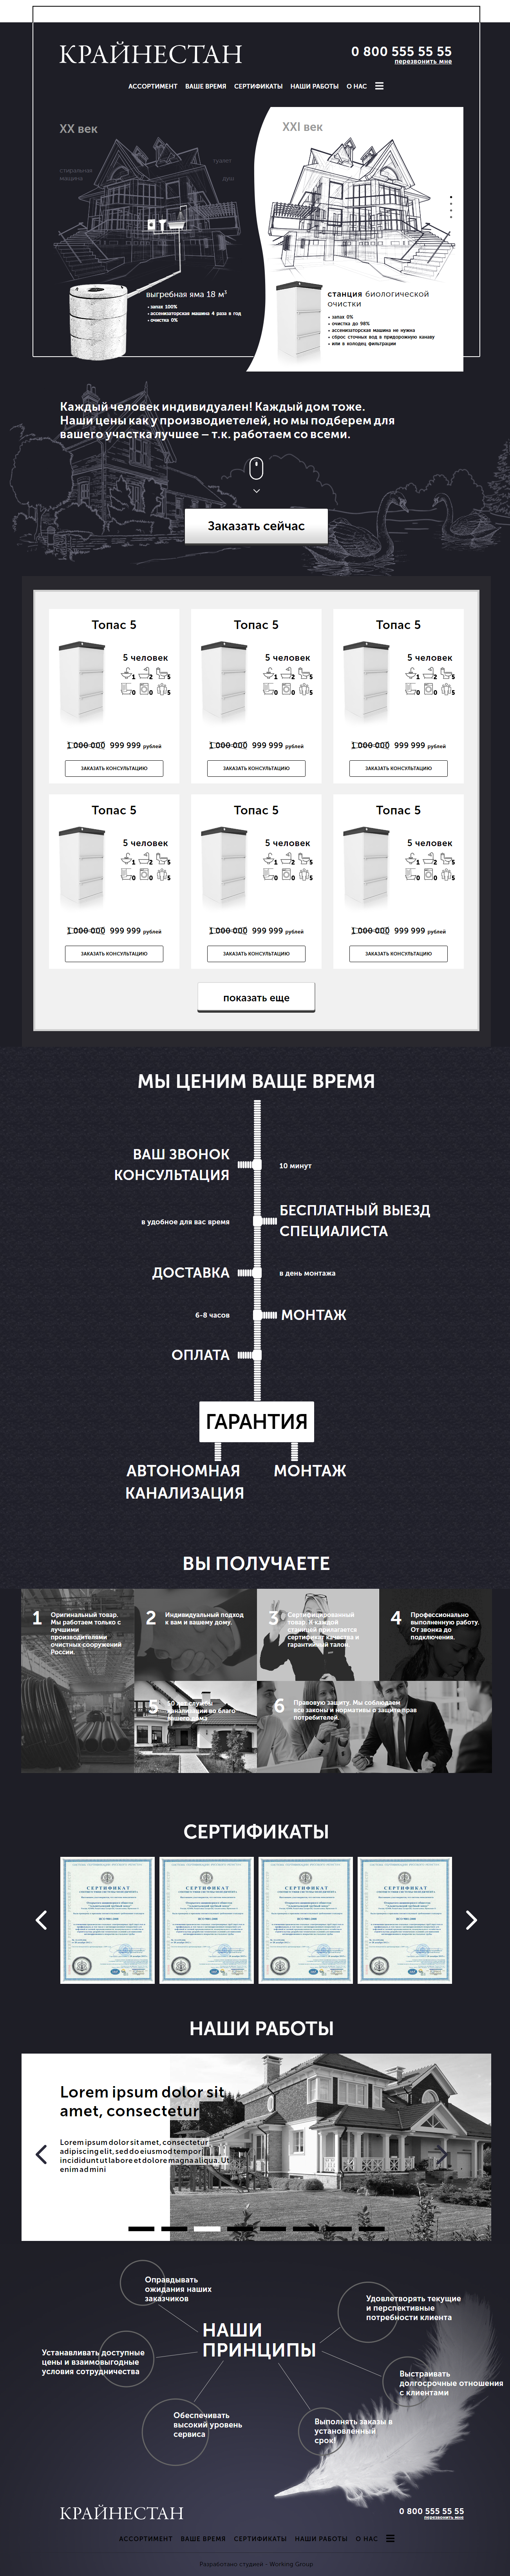 КРАЙНЕСТАН
0 800 555 55 55
перезвонить мне
АССОРТИМЕНТ ВАШЕ ВРЕМЯ СЕРТИФИКАТЫ НАШИ РАБОТЫ О НАС
XX век
XXI век
туалет
стиральная
машина
душ
выгребная яма 18 м³
• запах 100%
• ассенизаторская машина 4 раза в год
• очистка 0%
станция биологической
очистки
• запах 0%
• очистка до 98%
• ассенизаторская машина не нужна
• сброс сточных вод в придорожную канаву
• или в колодец фильтрации
Каждый человек индивидуален! Каждый дом тоже.
Наши цены как у производиетелей, но мы подберем для
вашего участка лучшее – т.к. работаем со всеми.
Заказать сейчас
Топас 5 Топас 5 Топас 5
5 человек 5 человек 5 человек
1 2 5 1 2 5 1 2 5
0 0 5 0 0 5 0 0 5
1 000 000 999 999 рублей 1 000 000 999 999 рублей 1 000 000 999 999 рублей
ЗАКАЗАТЬ КОНСУЛЬТАЦИЮ ЗАКАЗАТЬ КОНСУЛЬТАЦИЮ ЗАКАЗАТЬ КОНСУЛЬТАЦИЮ
Топас 5 Топас 5 Топас 5
5 человек 5 человек 5 человек
1 2 5 1 2 5 1 2 5
0 0 5 0 0 5 0 0 5
1 000 000 999 999 рублей 1 000 000 999 999 рублей 1 000 000 999 999 рублей
ЗАКАЗАТЬ КОНСУЛЬТАЦИЮ ЗАКАЗАТЬ КОНСУЛЬТАЦИЮ ЗАКАЗАТЬ КОНСУЛЬТАЦИЮ
показать еще
МЫ ЦЕНИМ ВАЩЕ ВРЕМЯ
ВАШ ЗВОНОК
КОНСУЛЬТАЦИЯ
10 минут
БЕСПЛАТНЫЙ ВЫЕЗД
СПЕЦИАЛИСТА
в удобное для вас время
ДОСТАВКА
в день монтажа
6-8 часов
МОНТАЖ
ОПЛАТА
ГАРАНТИЯ
АВТОНОМНАЯ
КАНАЛИЗАЦИЯ
МОНТАЖ
ВЫ ПОЛУЧАЕТЕ
1
Оригинальный товар.
Мы работаем только с
лучшими
производителями
очистных сооружений
России.
2
Индивидуальный подход
к вам и вашему дому.
3
Сертифицированный
товар. К каждой
станцией прилагается
сертификат качества и
гарантийный талон.
4
Профессионально
выполненную работу.
От звонка до
подключения.
5
50 лет службы
канализации во благо
вашего дома
6
Правовую защиту. Мы соблюдаем
все законы и нормативы о защите прав
потребителей.
СЕРТИФИКАТЫ
СЕРТИФИКАТ СЕРТИФИКАТ СЕРТИФИКАТ СЕРТИФИКАТ
НАШИ РАБОТЫ
Lorem ipsum dolor sit
amet, consectetur
Lorem ipsum dolor sit amet, consectetur
adipiscing elit, sed do eiusmod tempor
incididunt ut labore et dolore magna aliqua. Ut
enim ad mini
Оправдывать
ожидания наших
заказчиков
Удовлетворять текущие
и перспективные
потребности клиента
НАШИ
ПРИНЦИПЫ
Устанавливать доступные
цены и взаимовыгодные
условия сотрудничества
Выстраивать
долгосрочные отношения
с клиентами
Обеспечивать
высокий уровень
сервиса
Выполнять заказы в
установленный
срок!
КРАЙНЕСТАН
0 800 555 55 55
перезвонить мне
АССОРТИМЕНТ ВАШЕ ВРЕМЯ СЕРТИФИКАТЫ НАШИ РАБОТЫ О НАС
Разработано студией - Working Group